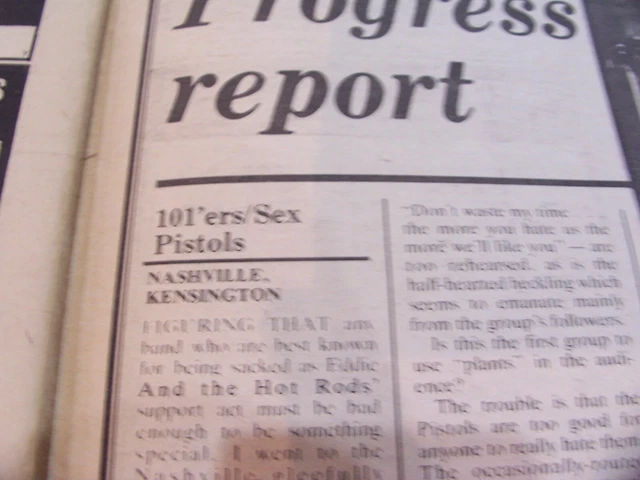 Progress
report
101'ers/Sex
Pistols
NASHVILLE,
KENSINGTON
FIGURING THAT any
band who are best known
for being sacked as Eddie
And the Hot Rods'
support act must be bad
enough to be something
special, I went to the
Nashville gleefully
"Don't waste my time
the more you hate us the
more we'll like you" — are
too rehearsed, as is the
half-hearted heckling which
seems to emanate mainly
from the group's followers.
Is this the first group to
use "plants" in the audi-
ence?
The trouble is that the
Pistols are too good for
anyone to really hate them
The occasionally-